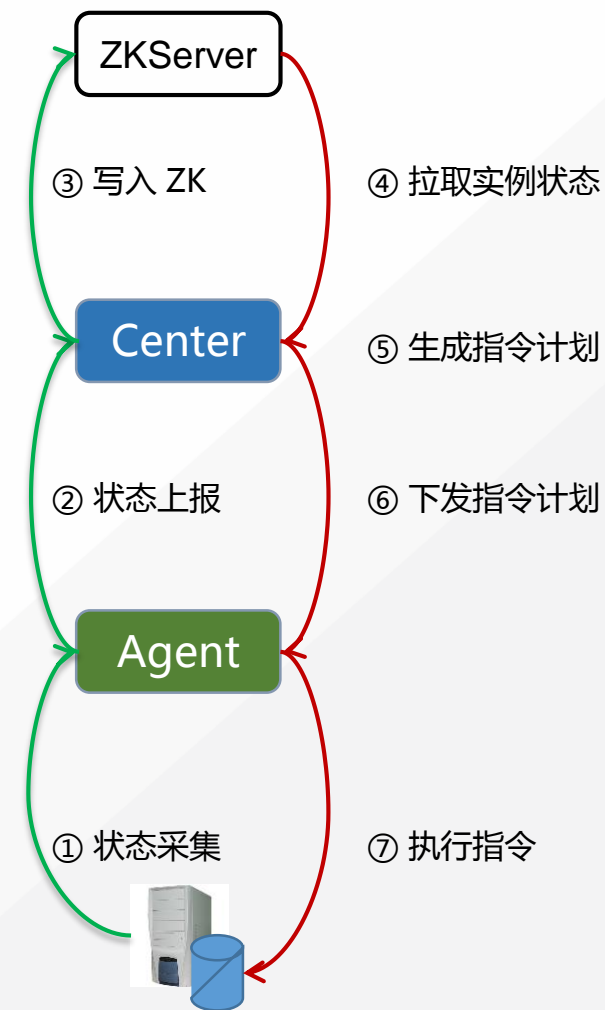 ZKServer
③ 写入 ZK
④ 拉取实例状态
Center
⑤ 生成指令计划
② 状态上报
⑥ 下发指令计划
Agent
① 状态采集
⑦ 执行指令